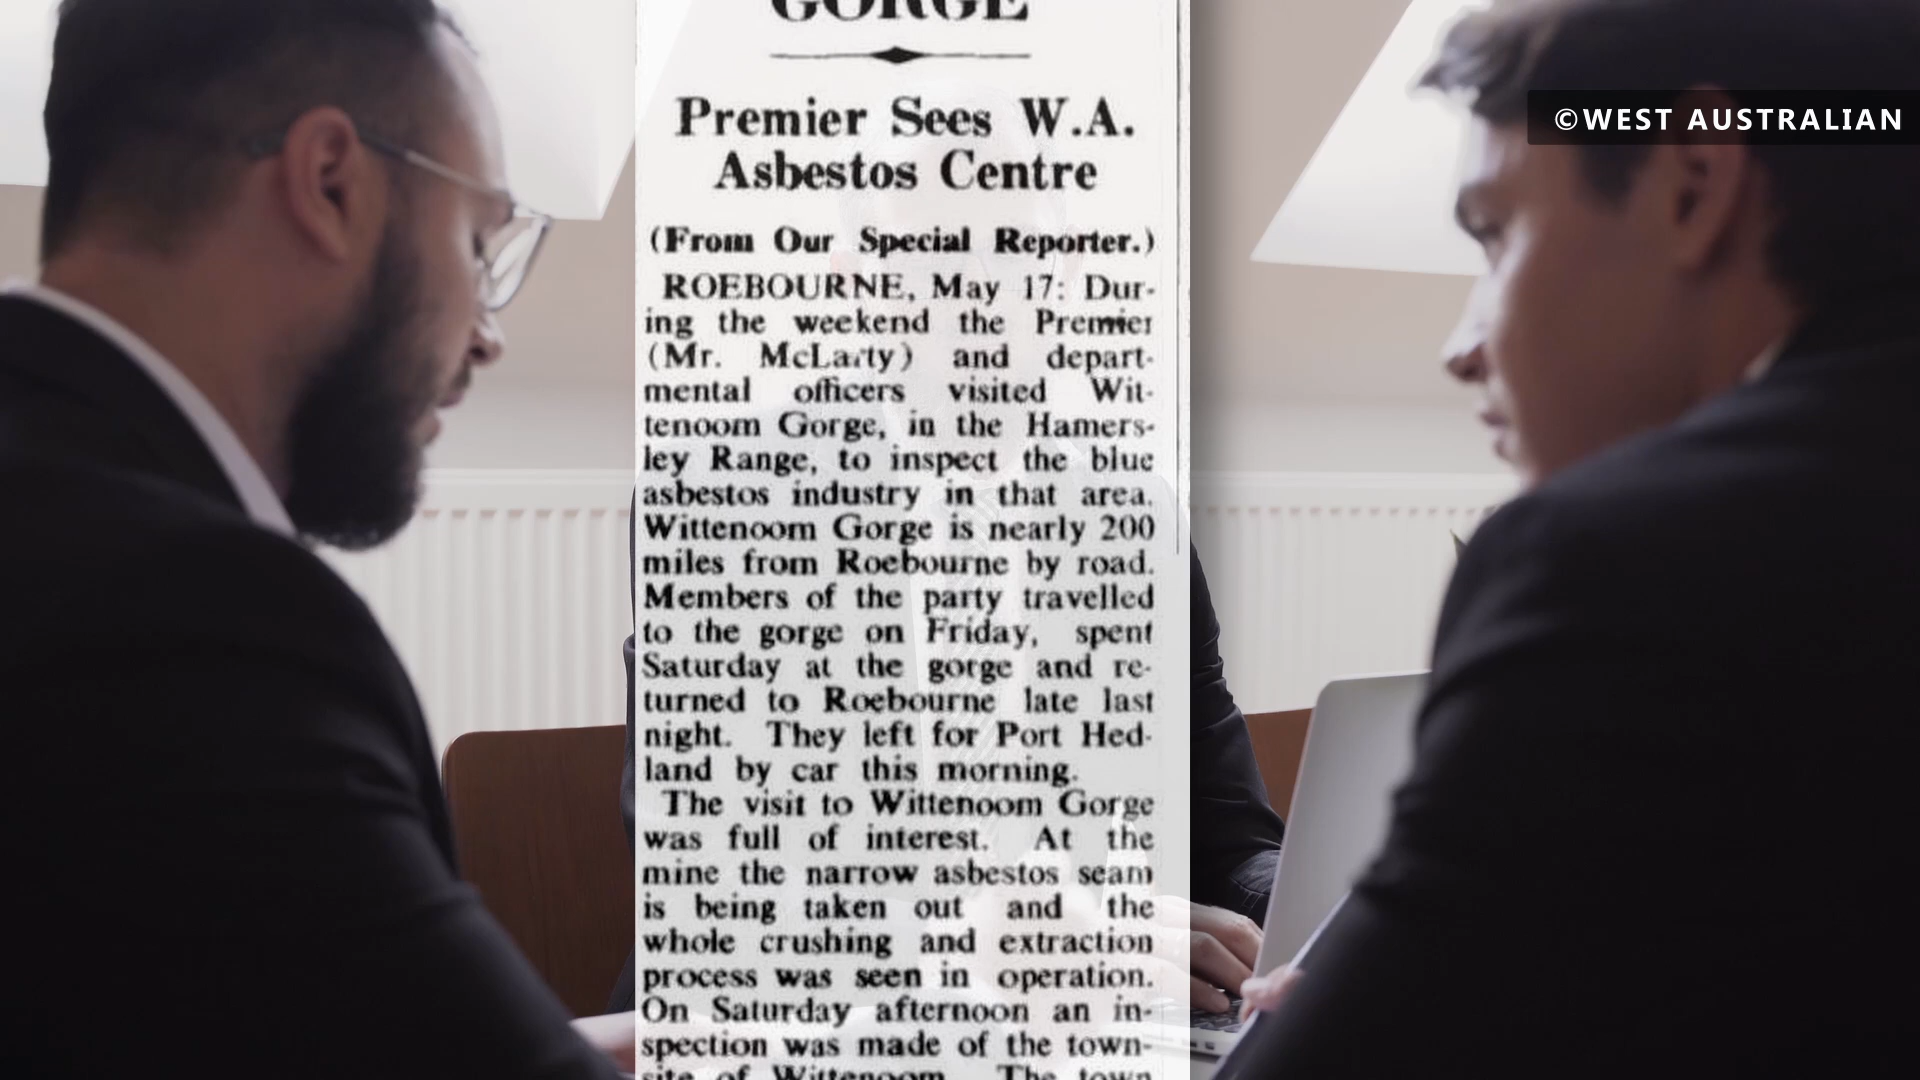 GORGE
Premier Sees W.A.
Asbestos Centre
(From Our Special Reporter.)
ROEBOURNE, May 17: Dur-
ing the weekend the Premier
(Mr. McLarty) and depart-
mental officers visited Wit-
tenoom Gorge, in the Hamers-
ley Range, to inspect the blue
asbestos industry in that area.
Wittenoom Gorge is nearly 200
miles from Roebourne by road.
Members of the party travelled
to the gorge on Friday, spent
Saturday at the gorge and re-
turned to Roebourne late last
night. They left for Port Hed-
land by car this morning.
The visit to Wittenoom Gorge
was full of interest. At the
mine the narrow asbestos seam
is being taken out and the
whole crushing and extraction
process was seen in operation.
On Saturday afternoon an in-
spection was made of the town-
site of Wittenoom. The town
©WEST AUSTRALIAN